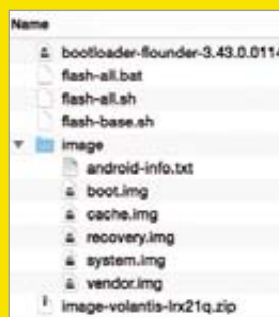 Name
bootloader-flounder-3.43.0.0114
flash-all.bat
flash-all.sh
flash-base.sh
image
android-info.txt
boot.img
cache.img
recovery.img
system.img
vendor.img
image-volantis-lrx21q.zip